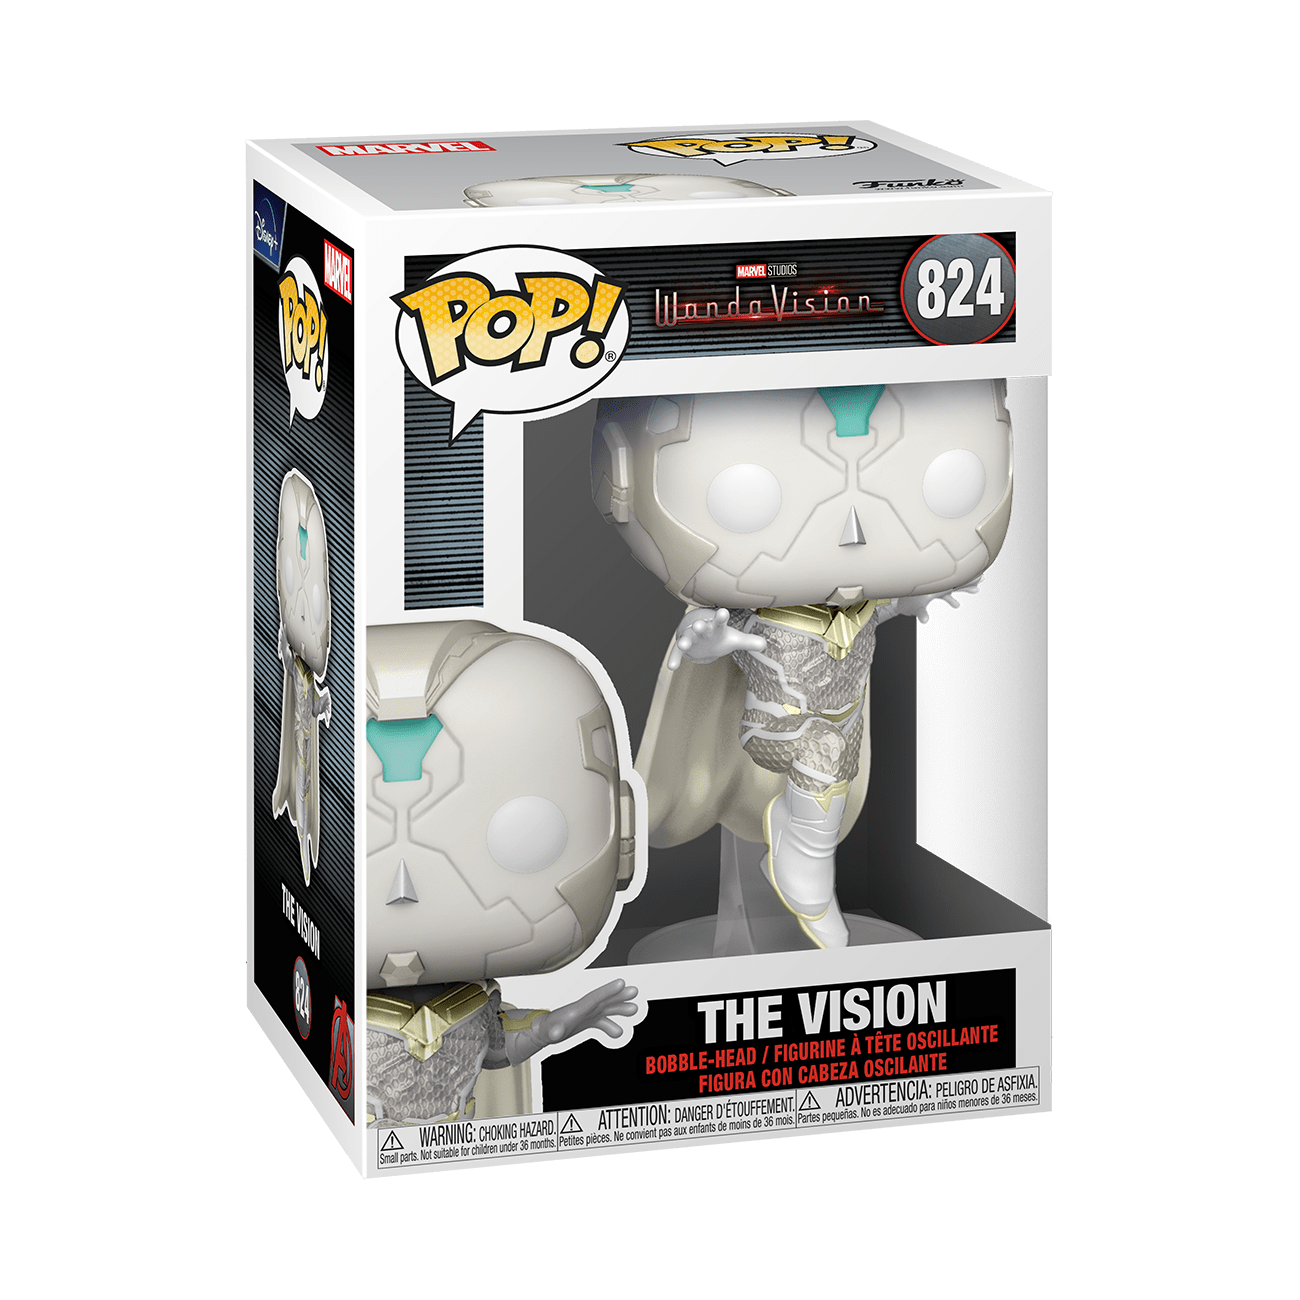 MARVEL
POP!
Funko
Disney+
MARVEL
POP!
THE VISION
824
POP!®
MARVEL STUDIOS
WandaVision
824
THE VISION
BOBBLE-HEAD / FIGURINE À TÊTE OSCILLANTE
FIGURA CON CABEZA OSCILANTE
WARNING: CHOKING HAZARD.
Small parts. Not suitable for children under 36 months.
ATTENTION: DANGER D'ÉTOUFFEMENT.
Petites pièces. Ne convient pas aux enfants de moins de 36 mois.
ADVERTENCIA: PELIGRO DE ASFIXIA.
Partes pequeñas. No es adecuado para niños menores de 36 meses.